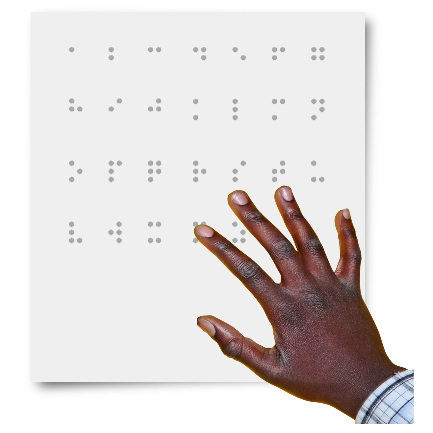 ⠁ ⠃ ⠉ ⠙ ⠑ ⠋ ⠛
⠓ ⠊ ⠚ ⠅ ⠇ ⠍ ⠝
⠕ ⠏ ⠟ ⠗ ⠎ ⠞ ⠥
⠧ ⠺ ⠭